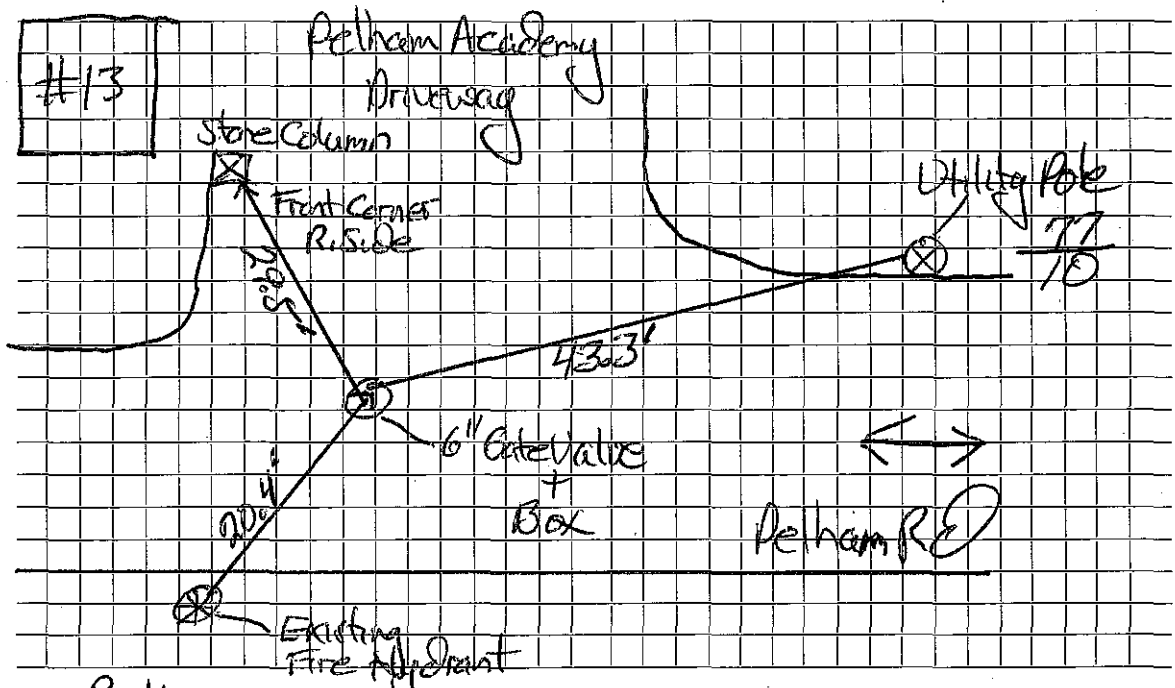 #13
Pelham Academy
Driveway
Stone Column
Front Corner
R. Side
Utility Pole
77
10
43.3'
6" Gate Valve
+
Box
20.4'
Pelham Rd
Existing
Fire Hydrant